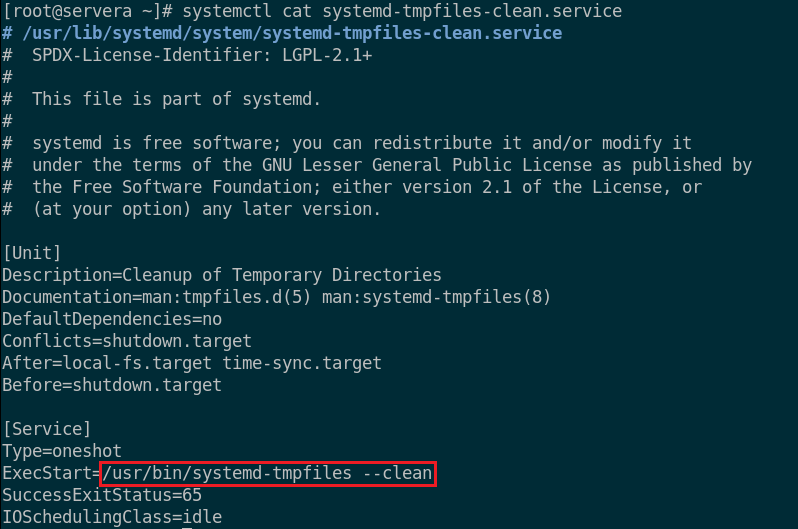 [root@servera ~]# systemctl cat systemd-tmpfiles-clean.service
# /usr/lib/systemd/system/systemd-tmpfiles-clean.service
#  SPDX-License-Identifier: LGPL-2.1+
#
#  This file is part of systemd.
#
#  systemd is free software; you can redistribute it and/or modify it
#  under the terms of the GNU Lesser General Public License as published by
#  the Free Software Foundation; either version 2.1 of the License, or
#  (at your option) any later version.

[Unit]
Description=Cleanup of Temporary Directories
Documentation=man:tmpfiles.d(5) man:systemd-tmpfiles(8)
DefaultDependencies=no
Conflicts=shutdown.target
After=local-fs.target time-sync.target
Before=shutdown.target

[Service]
Type=oneshot
ExecStart=/usr/bin/systemd-tmpfiles --clean
SuccessExitStatus=65
IOSchedulingClass=idle